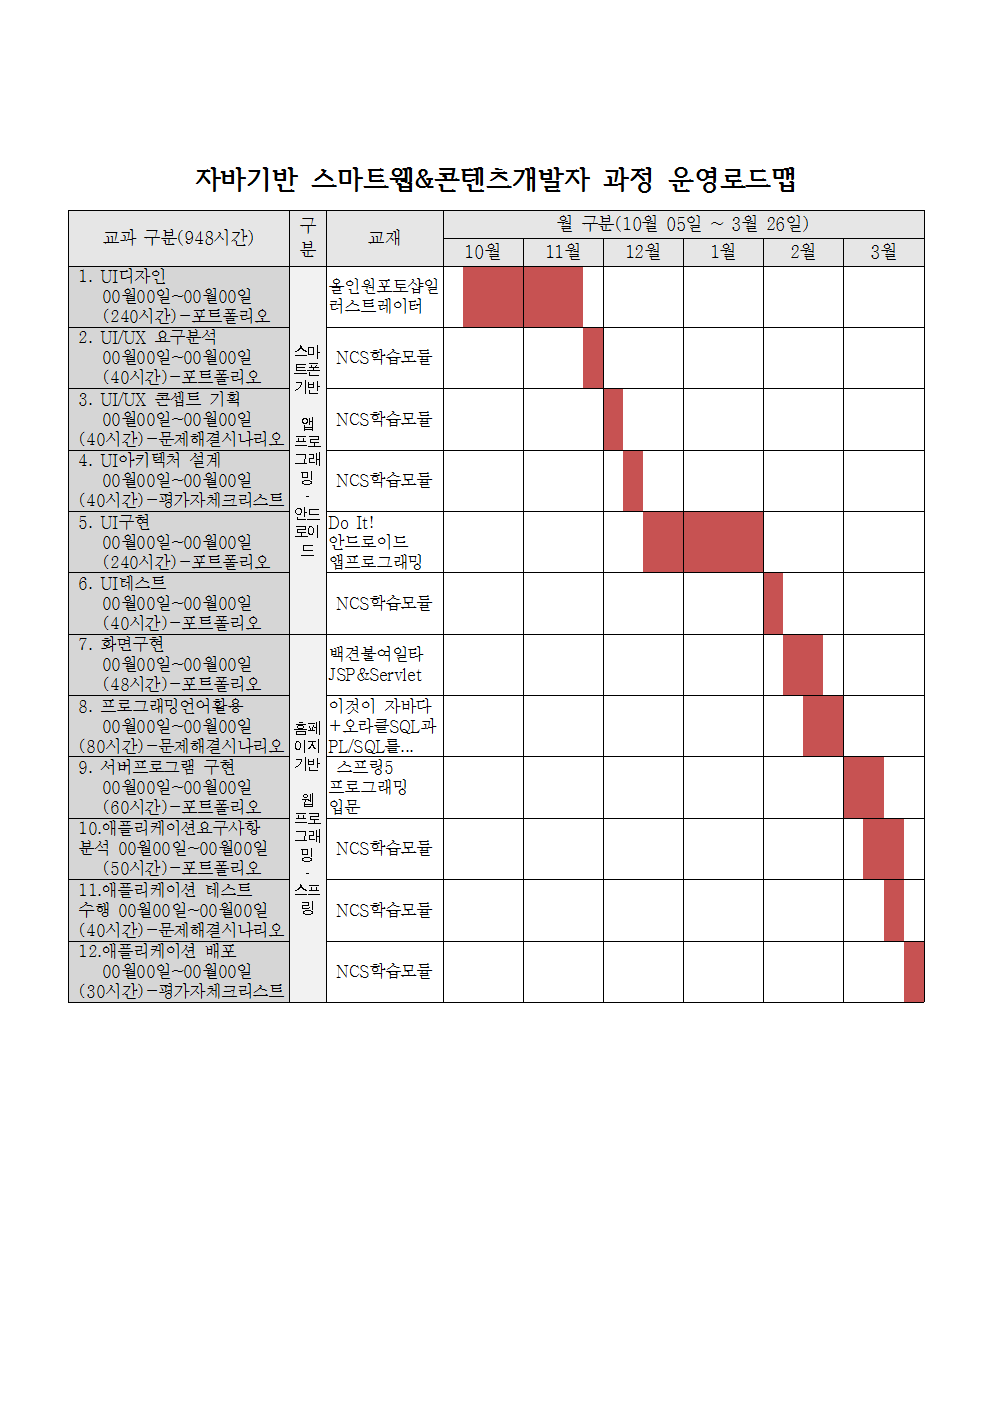 자바기반 스마트웹&콘텐츠개발자 과정 운영로드맵
교과 구분(948시간)
구
분
교재
월 구분(10월 05일 ~ 3월 26일)
10월
11월
12월
1월
2월
3월
스마
트폰
기반
앱
프로
그래
밍
-
안드
로이
드
1. UI디자인
00월00일~00월00일
(240시간)-포트폴리오
올인원포토샵일
러스트레이터
2. UI/UX 요구분석
00월00일~00월00일
(40시간)-포트폴리오
NCS학습모듈
3. UI/UX 콘셉트 기획
00월00일~00월00일
(40시간)-문제해결시나리오
NCS학습모듈
4. UI아키텍처 설계
00월00일~00월00일
(40시간)-평가자체크리스트
NCS학습모듈
5. UI구현
00월00일~00월00일
(240시간)-포트폴리오
Do It!
안드로이드
앱프로그래밍
6. UI테스트
00월00일~00월00일
(40시간)-포트폴리오
NCS학습모듈
홈페
이지
기반
웹
프로
그래
밍
-
스프
링
7. 화면구현
00월00일~00월00일
(48시간)-포트폴리오
백견불여일타
JSP&Servlet
8. 프로그래밍언어활용
00월00일~00월00일
(80시간)-문제해결시나리오
이것이 자바다
+오라클SQL과
PL/SQL를...
9. 서버프로그램 구현
00월00일~00월00일
(60시간)-포트폴리오
스프링5
프로그래밍
입문
10.애플리케이션요구사항
분석 00월00일~00월00일
(50시간)-포트폴리오
NCS학습모듈
11.애플리케이션 테스트
수행 00월00일~00월00일
(40시간)-문제해결시나리오
NCS학습모듈
12.애플리케이션 배포
00월00일~00월00일
(30시간)-평가자체크리스트
NCS학습모듈